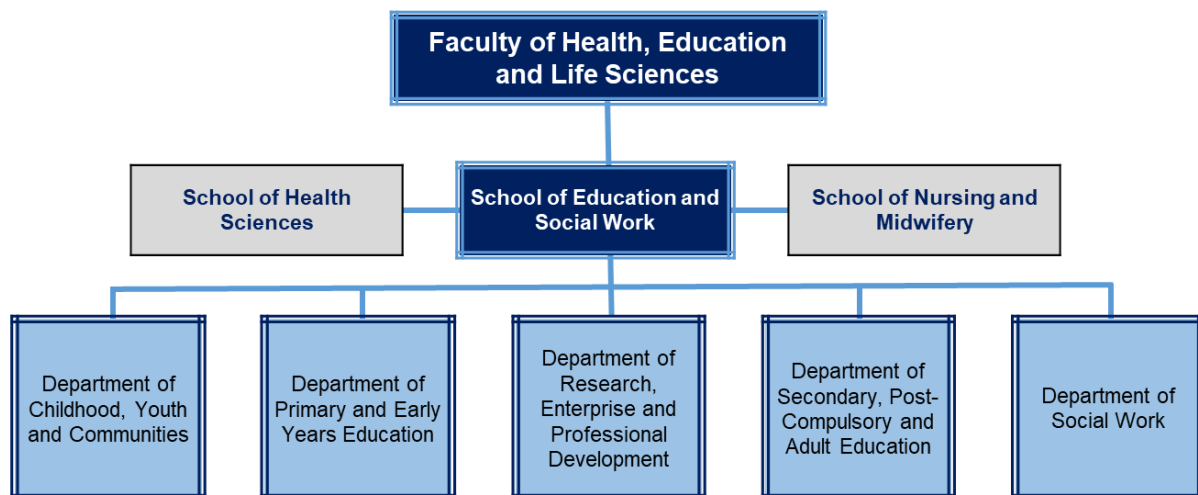 Faculty of Health, Education
and Life Sciences
School of Health
Sciences
School of Education and
Social Work
School of Nursing and
Midwifery
Department of
Childhood, Youth
and Communities
Department of
Primary and Early
Years Education
Department of
Research,
Enterprise and
Professional
Development
Department of
Secondary, Post-
Compulsory and
Adult Education
Department of
Social Work